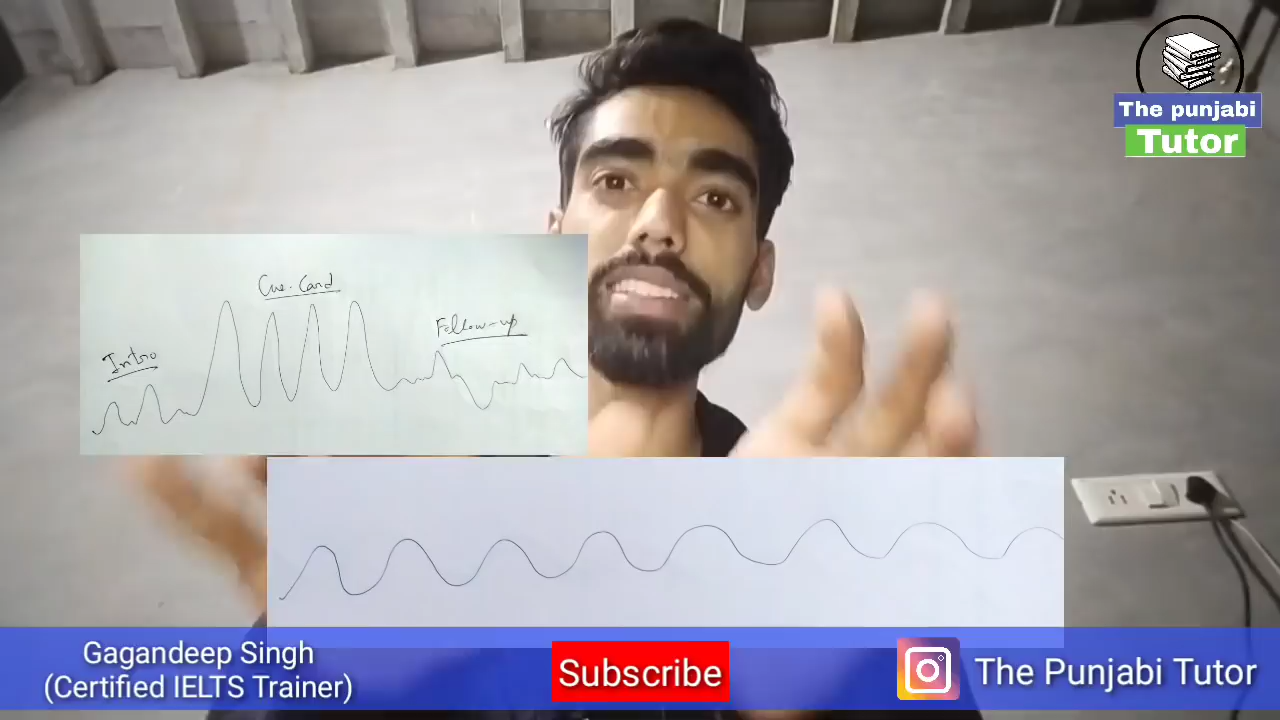 The punjabi
Tutor
Cue-Card
Follow-up
Intro
Gagandeep Singh
(Certified IELTS Trainer)
Subscribe
The Punjabi Tutor